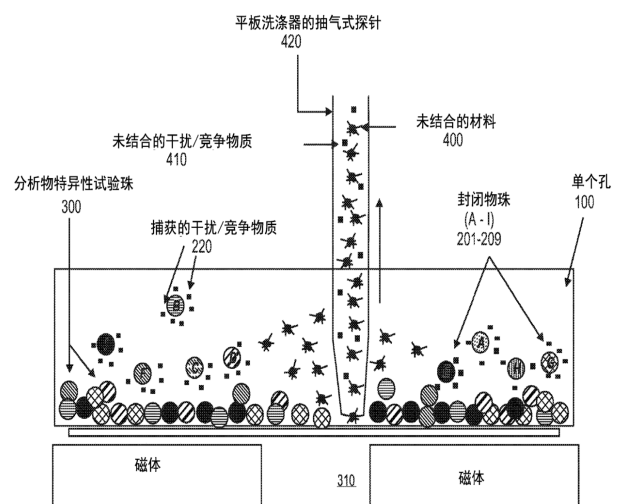 平板洗涤器的抽气式探针
420
未结合的材料
400
未结合的干扰/竞争物质
410
分析物特异性试验珠
300
捕获的干扰/竞争物质
220
封闭物珠
(A - I)
201-209
单个孔
100
B
A
D
C
F
H
G
磁体
310
磁体